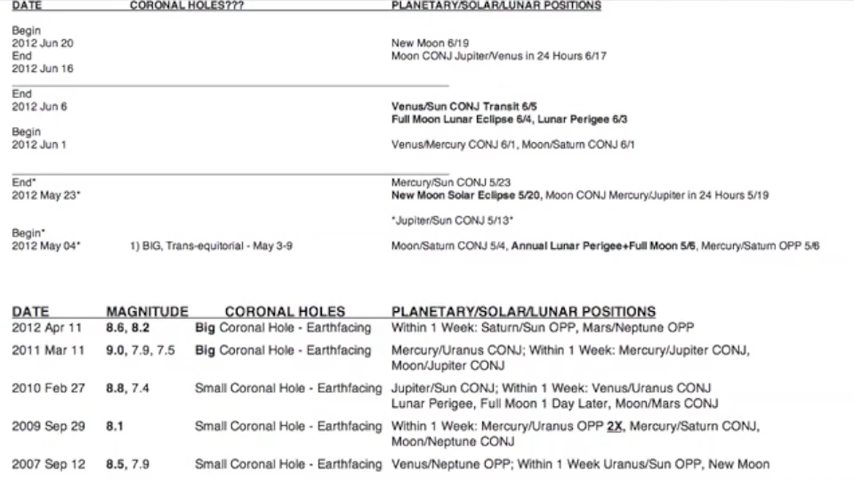 DATE CORONAL HOLES??? PLANETARY/SOLAR/LUNAR POSITIONS
Begin
2012 Jun 20 New Moon 6/19
End Moon CONJ Jupiter/Venus in 24 Hours 6/17
2012 Jun 16
End
2012 Jun 6 Venus/Sun CONJ Transit 6/5
Full Moon Lunar Eclipse 6/4, Lunar Perigee 6/3
Begin
2012 Jun 1 Venus/Mercury CONJ 6/1, Moon/Saturn CONJ 6/1
End* Mercury/Sun CONJ 5/23
2012 May 23* New Moon Solar Eclipse 5/20, Moon CONJ Mercury/Jupiter in 24 Hours 5/19
*Jupiter/Sun CONJ 5/13*
Begin*
2012 May 04* 1) BIG, Trans-equitorial - May 3-9 Moon/Saturn CONJ 5/4, Annual Lunar Perigee+Full Moon 5/6, Mercury/Saturn OPP 5/6
DATE MAGNITUDE CORONAL HOLES PLANETARY/SOLAR/LUNAR POSITIONS
2012 Apr 11 8.6, 8.2 Big Coronal Hole - Earthfacing Within 1 Week: Saturn/Sun OPP, Mars/Neptune OPP
2011 Mar 11 9.0, 7.9, 7.5 Big Coronal Hole - Earthfacing Mercury/Uranus CONJ; Within 1 Week: Mercury/Jupiter CONJ,
Moon/Jupiter CONJ
2010 Feb 27 8.8, 7.4 Small Coronal Hole - Earthfacing Jupiter/Sun CONJ; Within 1 Week: Venus/Uranus CONJ
Lunar Perigee, Full Moon 1 Day Later, Moon/Mars CONJ
2009 Sep 29 8.1 Small Coronal Hole - Earthfacing Within 1 Week: Mercury/Uranus OPP 2X, Mercury/Saturn CONJ,
Moon/Neptune CONJ
2007 Sep 12 8.5, 7.9 Small Coronal Hole - Earthfacing Venus/Neptune OPP; Within 1 Week Uranus/Sun OPP, New Moon